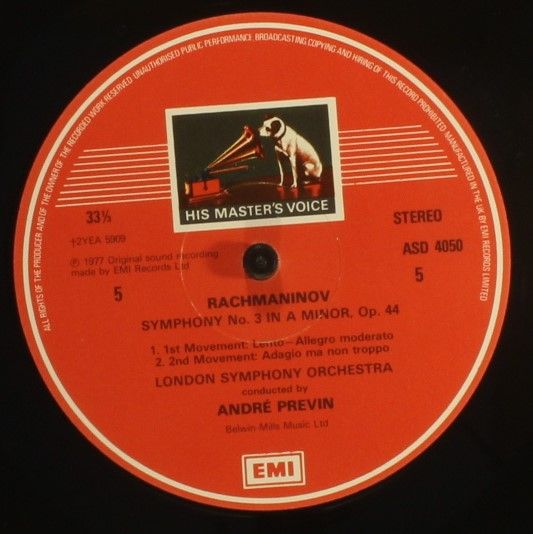 ALL RIGHTS OF THE PRODUCER AND OF THE OWNER OF THE RECORDED WORK RESERVED. UNAUTHORISED PUBLIC PERFORMANCE, BROADCASTING, COPYING AND HIRING OF THIS RECORD PROHIBITED. MANUFACTURED IN THE UK BY EMI RECORDS LIMITED
HIS MASTER'S VOICE
33⅓
STEREO
†2YEA 5909
ASD 4050
℗ 1977 Original sound recording
made by EMI Records Ltd
5
5
RACHMANINOV
SYMPHONY No. 3 IN A MINOR, Op. 44
1. 1st Movement: Lento—Allegro moderato
2. 2nd Movement: Adagio ma non troppo
LONDON SYMPHONY ORCHESTRA
conducted by
ANDRÉ PREVIN
Belwin-Mills Music Ltd
EMI